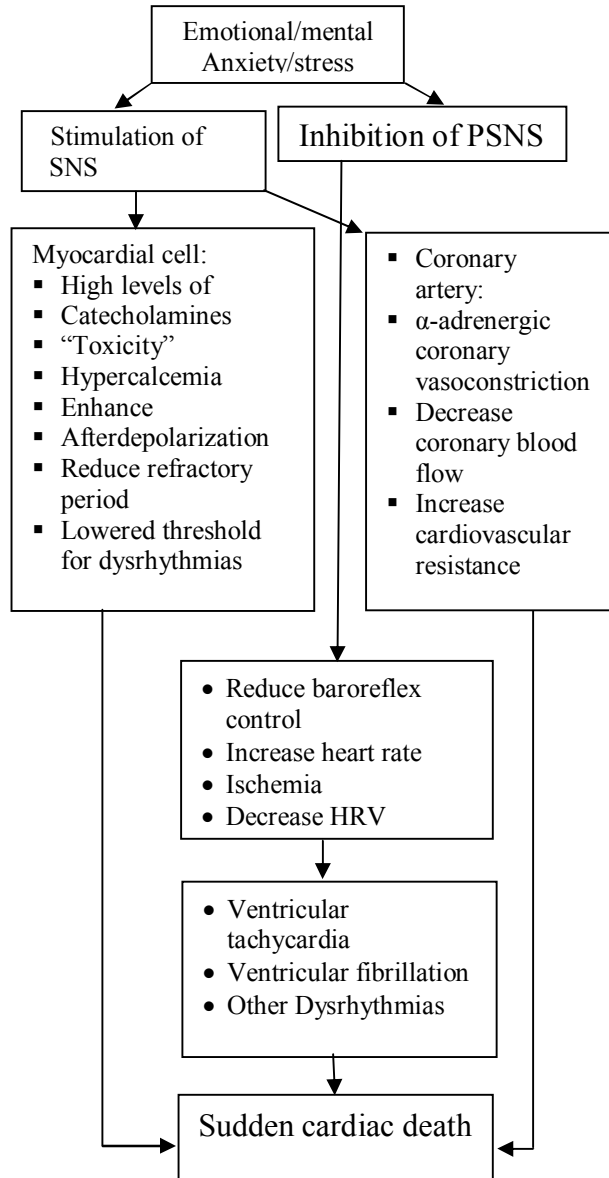 Emotional/mental
Anxiety/stress
Stimulation of
SNS
Inhibition of PSNS
Myocardial cell:
▪ High levels of
▪ Catecholamines
▪ “Toxicity”
▪ Hypercalcemia
▪ Enhance
▪ Afterdepolarization
▪ Reduce refractory
period
▪ Lowered threshold
for dysrhythmias
▪ Coronary
artery:
▪ α-adrenergic
coronary
vasoconstriction
▪ Decrease
coronary blood
flow
▪ Increase
cardiovascular
resistance
• Reduce baroreflex
control
• Increase heart rate
• Ischemia
• Decrease HRV
• Ventricular
tachycardia
• Ventricular fibrillation
• Other Dysrhythmias
Sudden cardiac death